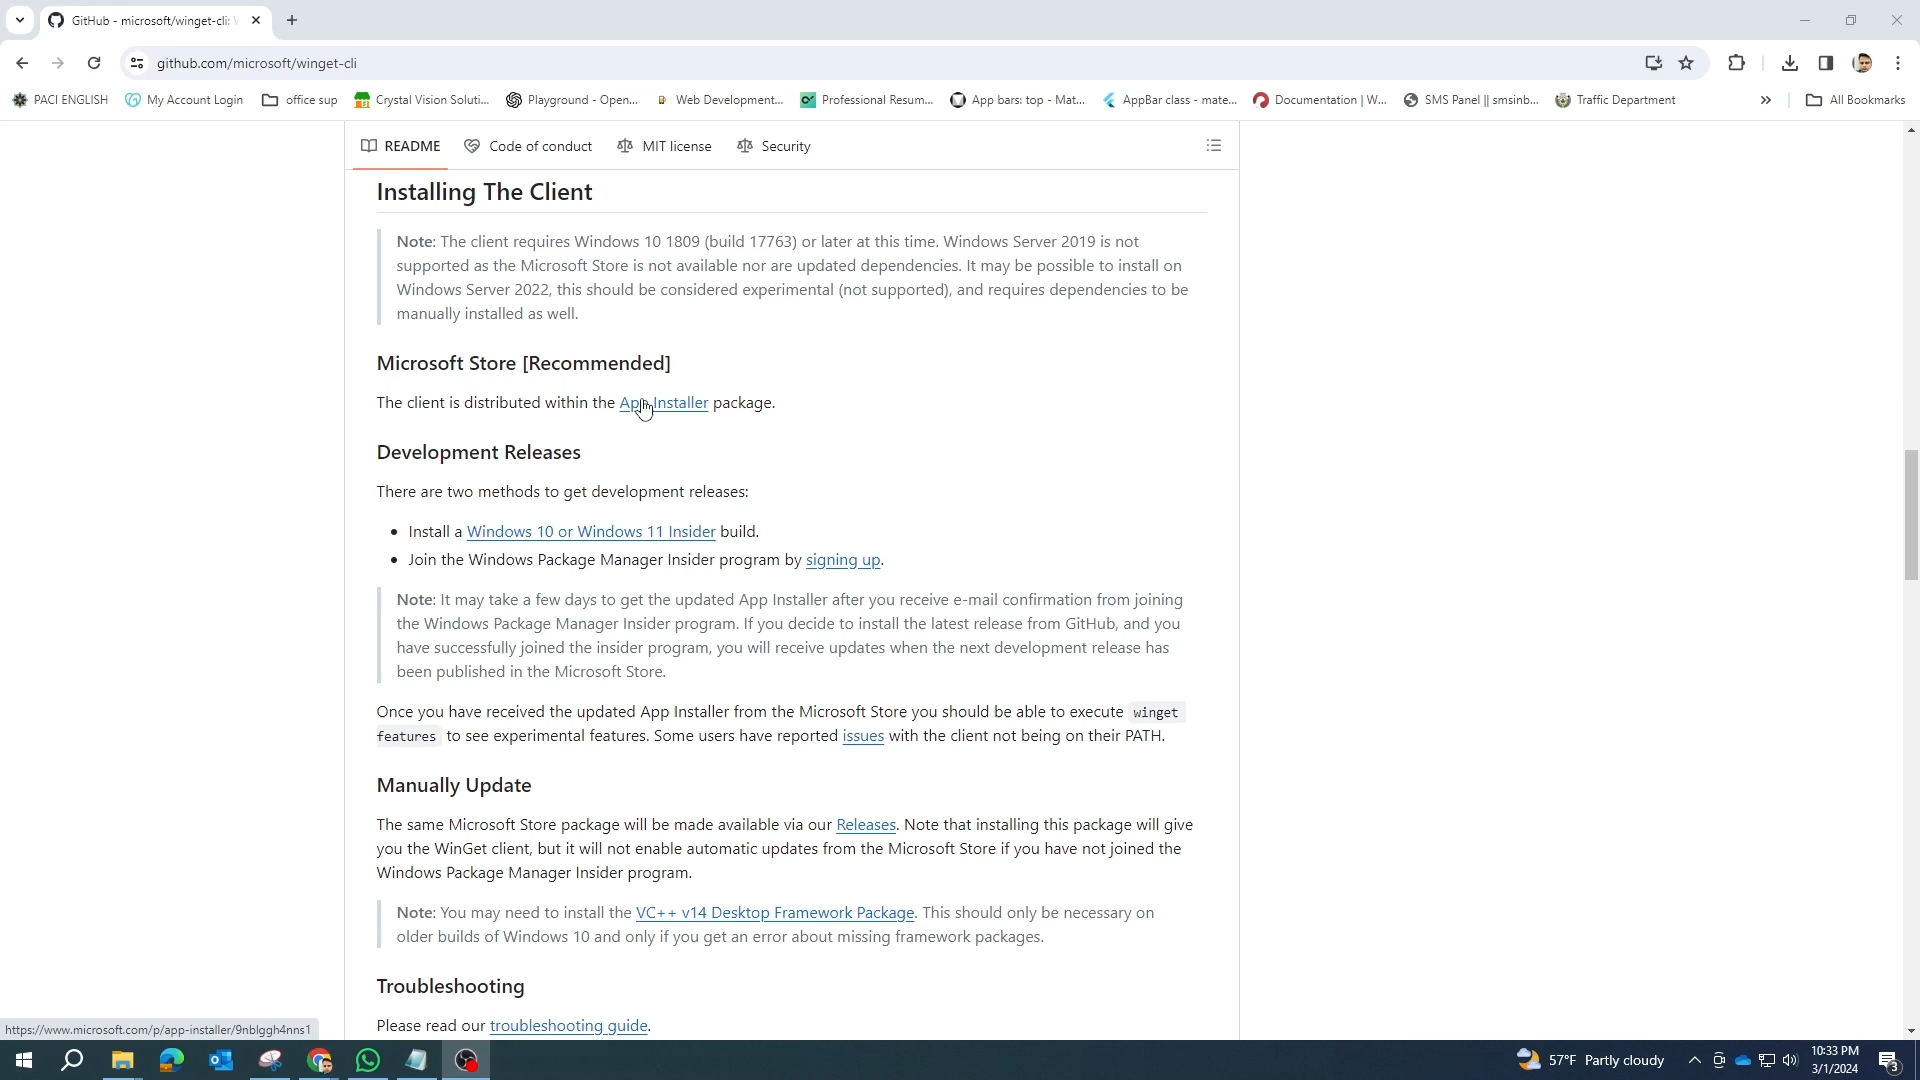 GitHub - microsoft/winget-cli: W
github.com/microsoft/winget-cli
PACI ENGLISH
My Account Login
office sup
Crystal Vision Soluti...
Playground - Open...
Web Development...
Professional Resum...
App bars: top - Mat...
AppBar class - mate...
Documentation | W...
SMS Panel || smsinb...
Traffic Department
All Bookmarks
README
Code of conduct
MIT license
Security
Installing The Client
Note: The client requires Windows 10 1809 (build 17763) or later at this time. Windows Server 2019 is not
supported as the Microsoft Store is not available nor are updated dependencies. It may be possible to install on
Windows Server 2022, this should be considered experimental (not supported), and requires dependencies to be
manually installed as well.
Microsoft Store [Recommended]
The client is distributed within the App Installer package.
Development Releases
There are two methods to get development releases:
• Install a Windows 10 or Windows 11 Insider build.
• Join the Windows Package Manager Insider program by signing up.
Note: It may take a few days to get the updated App Installer after you receive e-mail confirmation from joining
the Windows Package Manager Insider program. If you decide to install the latest release from GitHub, and you
have successfully joined the insider program, you will receive updates when the next development release has
been published in the Microsoft Store.
Once you have received the updated App Installer from the Microsoft Store you should be able to execute winget
features to see experimental features. Some users have reported issues with the client not being on their PATH.
Manually Update
The same Microsoft Store package will be made available via our Releases. Note that installing this package will give
you the WinGet client, but it will not enable automatic updates from the Microsoft Store if you have not joined the
Windows Package Manager Insider program.
Note: You may need to install the VC++ v14 Desktop Framework Package. This should only be necessary on
older builds of Windows 10 and only if you get an error about missing framework packages.
Troubleshooting
Please read our troubleshooting guide.
https://www.microsoft.com/p/app-installer/9nblggh4nns1
57°F Partly cloudy
10:33 PM
3/1/2024
3